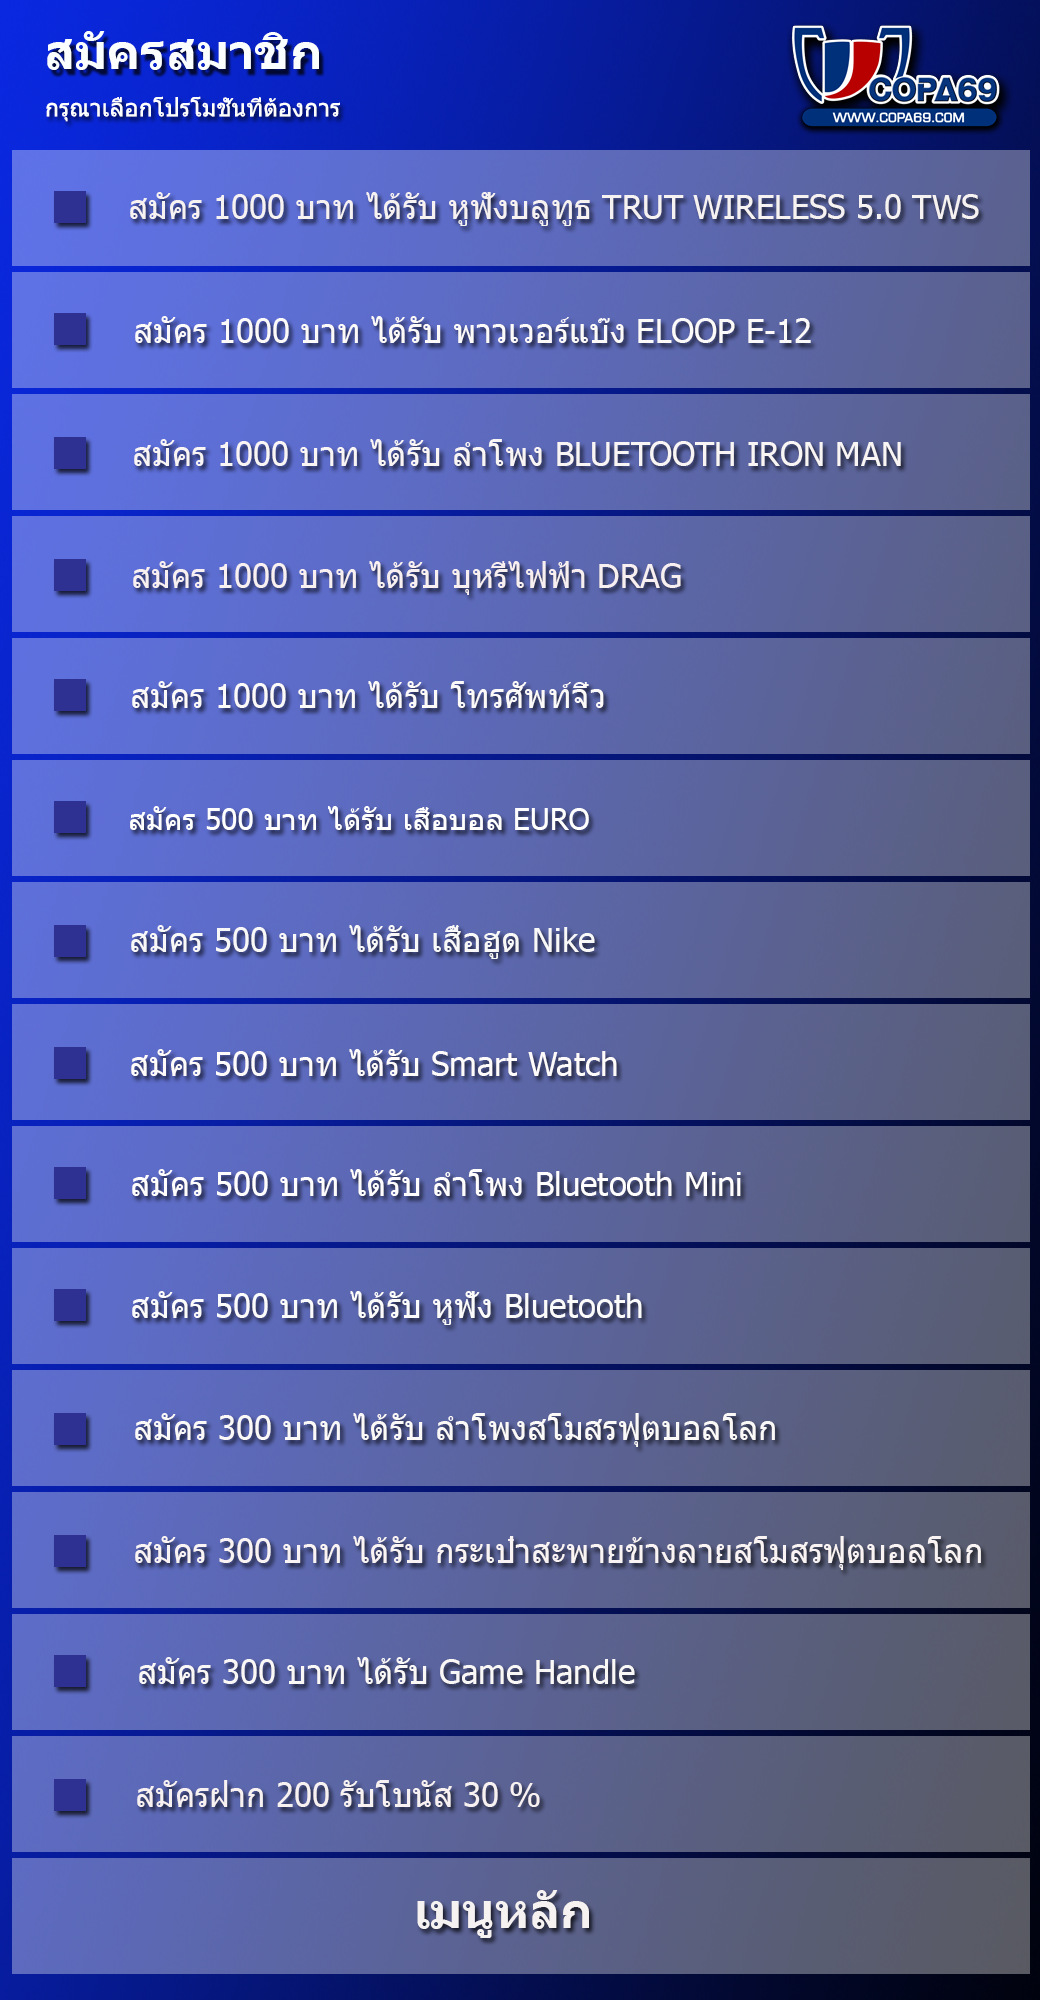 สมัครสมาชิก
กรุณาเลือกโปรโมชั่นที่ต้องการ
COPA69
WWW.COPA69.COM
สมัคร 1000 บาท ได้รับ หูฟังบลูทูธ TRUT WIRELESS 5.0 TWS
สมัคร 1000 บาท ได้รับ พาวเวอร์แบ๊ง ELOOP E-12
สมัคร 1000 บาท ได้รับ ลำโพง BLUETOOTH IRON MAN
สมัคร 1000 บาท ได้รับ บุหรี่ไฟฟ้า DRAG
สมัคร 1000 บาท ได้รับ โทรศัพท์จิ๋ว
สมัคร 500 บาท ได้รับ เสื้อบอล EURO
สมัคร 500 บาท ได้รับ เสื้อฮูด Nike
สมัคร 500 บาท ได้รับ Smart Watch
สมัคร 500 บาท ได้รับ ลำโพง Bluetooth Mini
สมัคร 500 บาท ได้รับ หูฟัง Bluetooth
สมัคร 300 บาท ได้รับ ลำโพงสโมสรฟุตบอลโลก
สมัคร 300 บาท ได้รับ กระเป๋าสะพายข้างลายสโมสรฟุตบอลโลก
สมัคร 300 บาท ได้รับ Game Handle
สมัครฝาก 200 รับโบนัส 30 %
เมนูหลัก